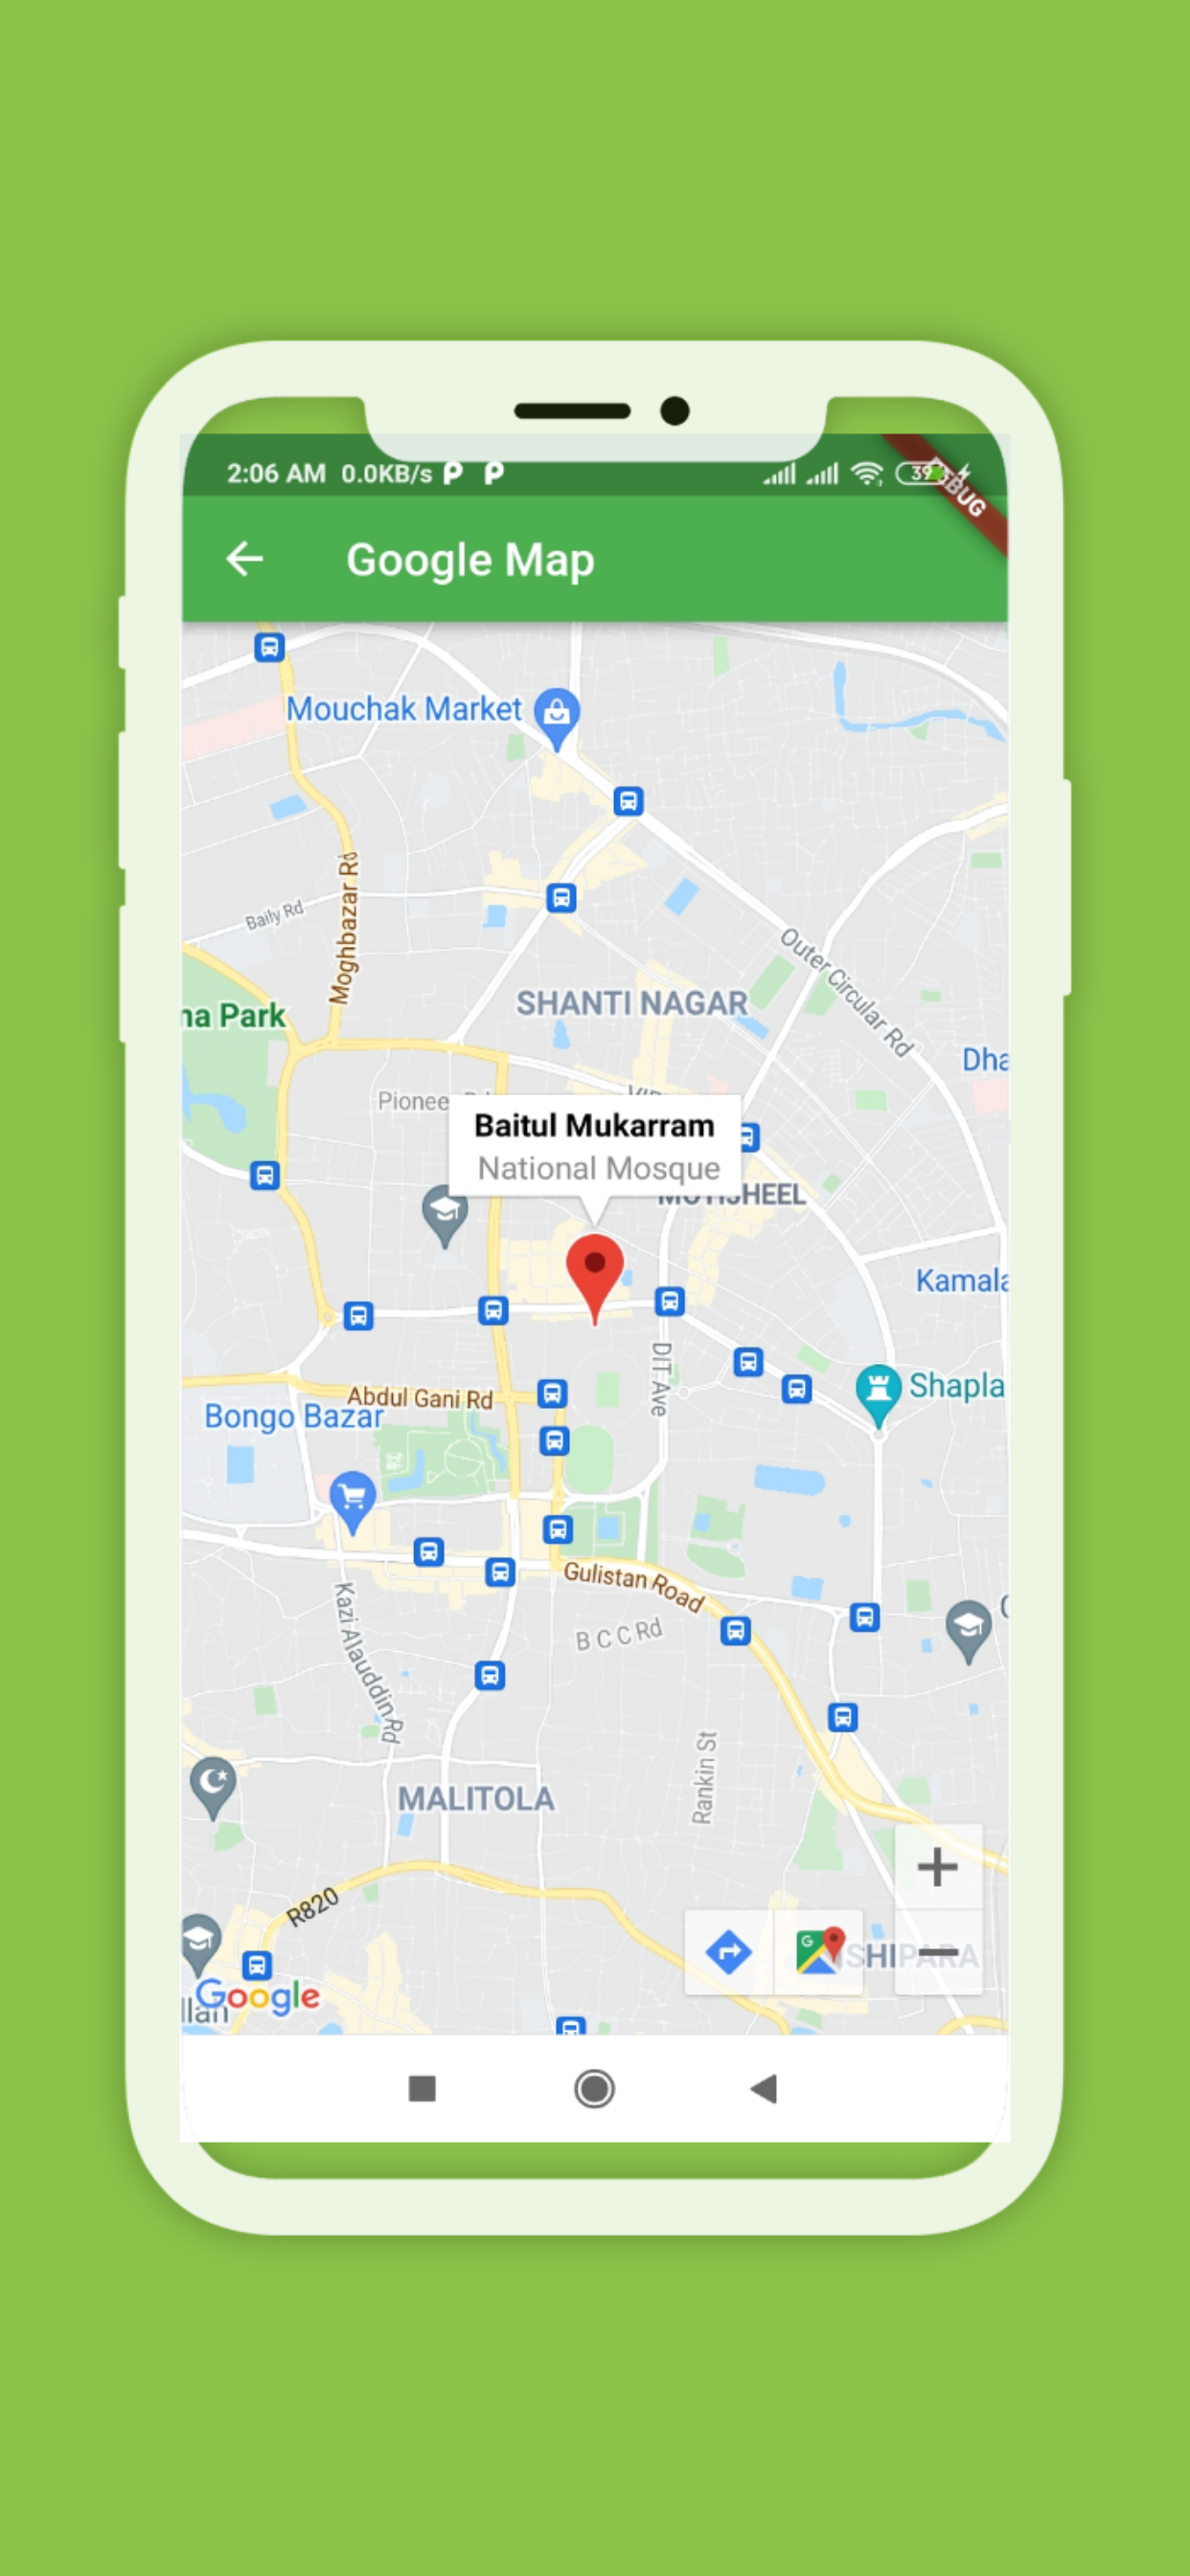 2:06 AM 0.0KB/s
DEBUG
Google Map
Mouchak Market
Moghbazar Rd
Baily Rd
Outer Circular Rd
SHANTI NAGAR
na Park
Dha
Baitul Mukarram
National Mosque
MOTIJHEEL
Kamala
DIT Ave
Shapla
Abdul Gani Rd
Bongo Bazar
Gulistan Road
B C C Rd
Kazi Alauddin Rd
Rankin St
MALITOLA
R820
SHIPARA
Google